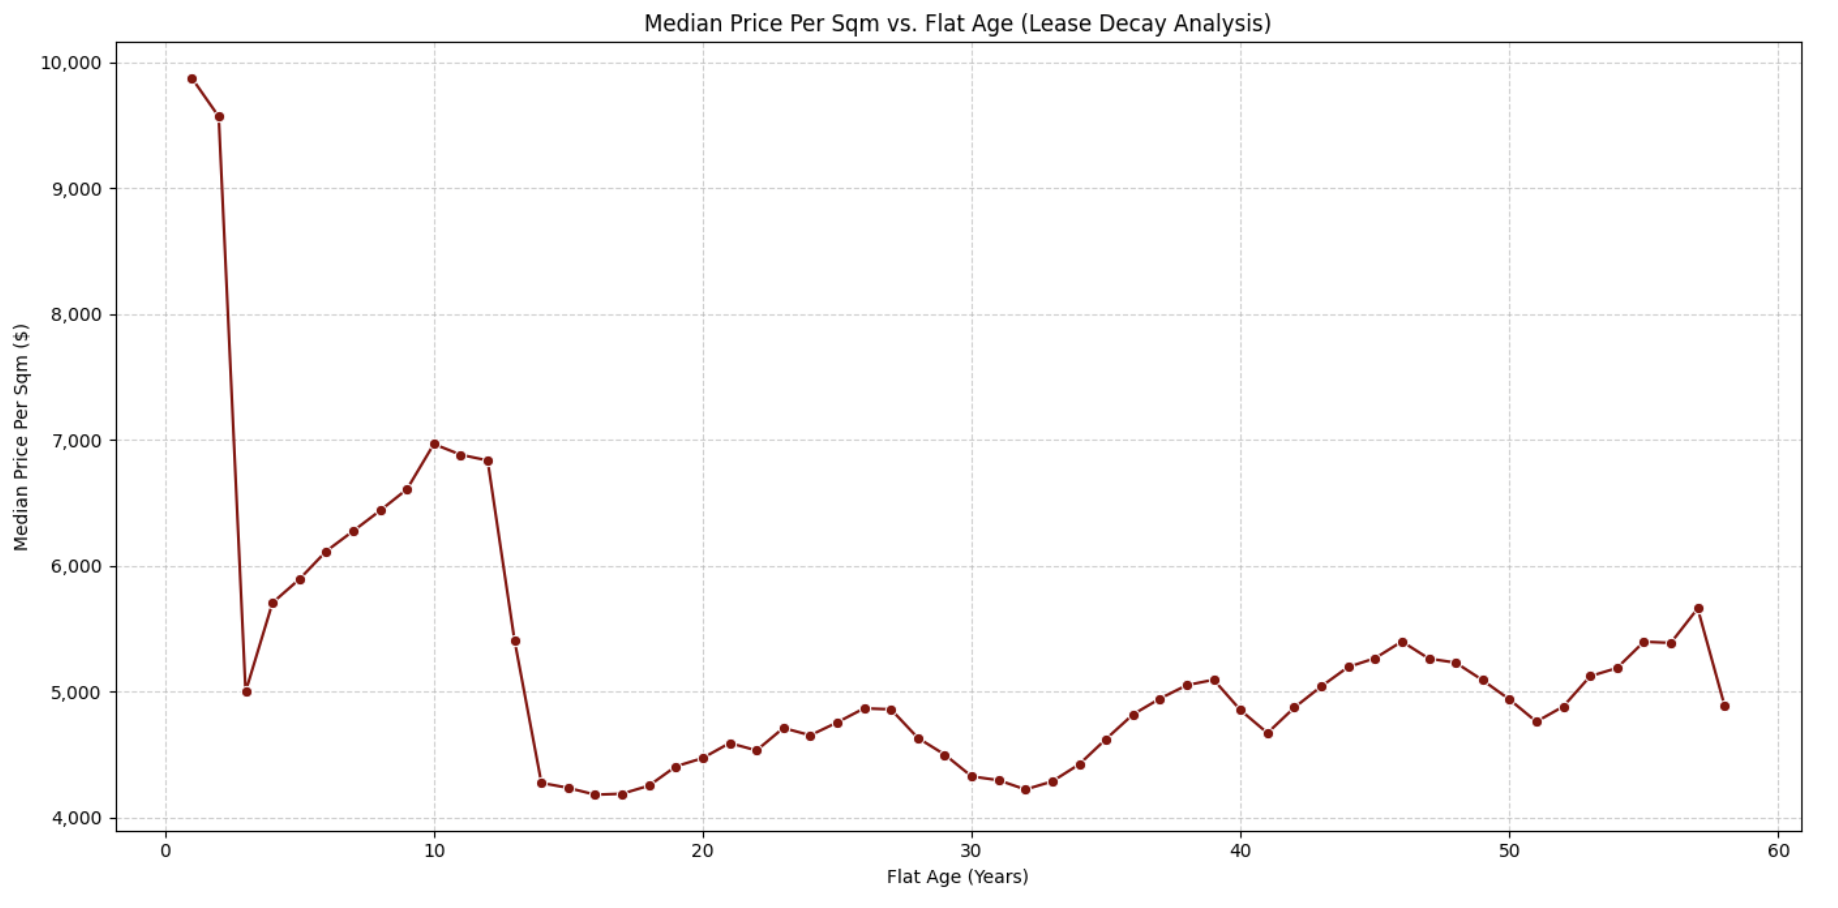 Median Price Per Sqm vs. Flat Age (Lease Decay Analysis)
Median Price Per Sqm ($)
10,000
9,000
8,000
7,000
6,000
5,000
4,000
0 10 20 30 40 50 60
Flat Age (Years)